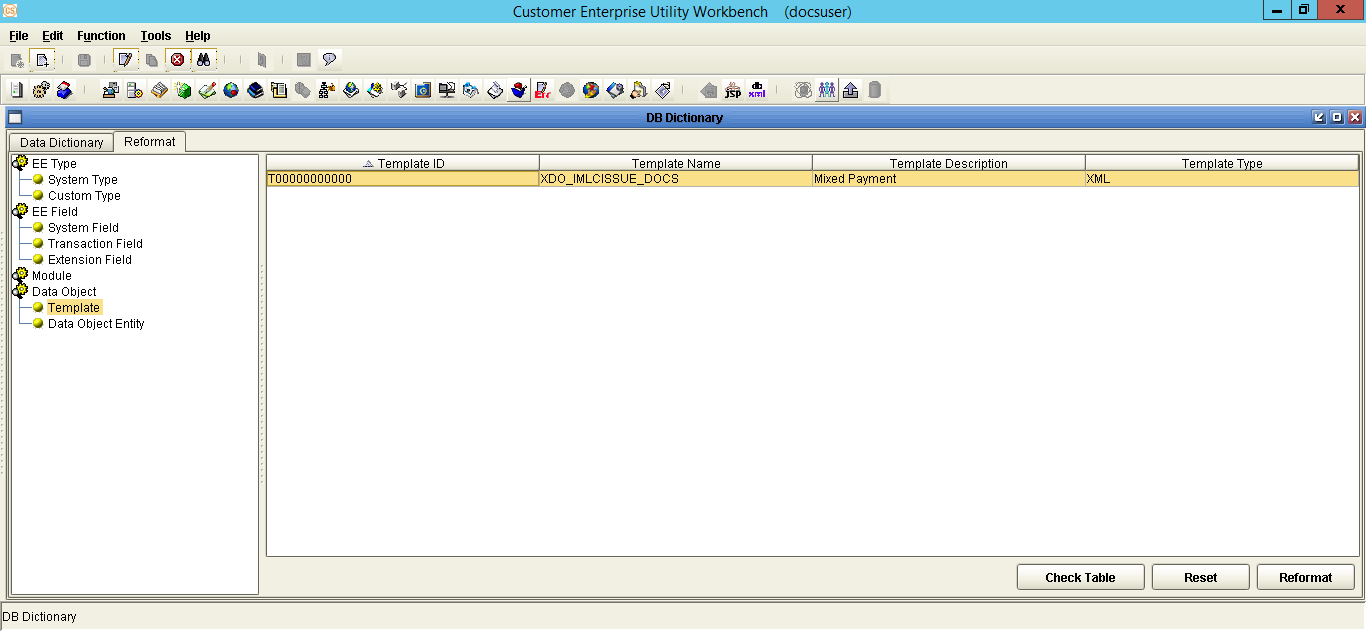 Customer Enterprise Utility Workbench (docsuser)
File Edit Function Tools Help
jsp xml
DB Dictionary
Data Dictionary Reformat
EE Type
System Type
Custom Type
EE Field
System Field
Transaction Field
Extension Field
Module
Data Object
Template
Data Object Entity
Template ID Template Name Template Description Template Type
T00000000000 XDO_IMLCISSUE_DOCS Mixed Payment XML
Check Table Reset Reformat
DB Dictionary